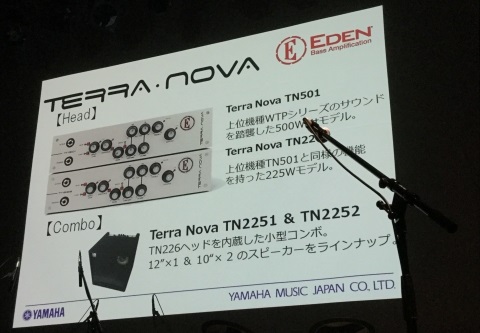 TERRA·NOVA
EDEN
Bass Amplification
【Head】
Terra Nova TN501
上位機種WTPシリーズのサウンド
を踏襲した500W モデル。
Terra Nova
上位機種TN501と同様の機能
を持った225Wモデル。
【Combo】
Terra Nova TN2251 & TN2252
TN226ヘッドを内蔵した小型コンボ。
12"×1 & 10"×2 のスピーカーをラインナップ。
YAMAHA
YAMAHA MUSIC JAPAN CO., LTD.